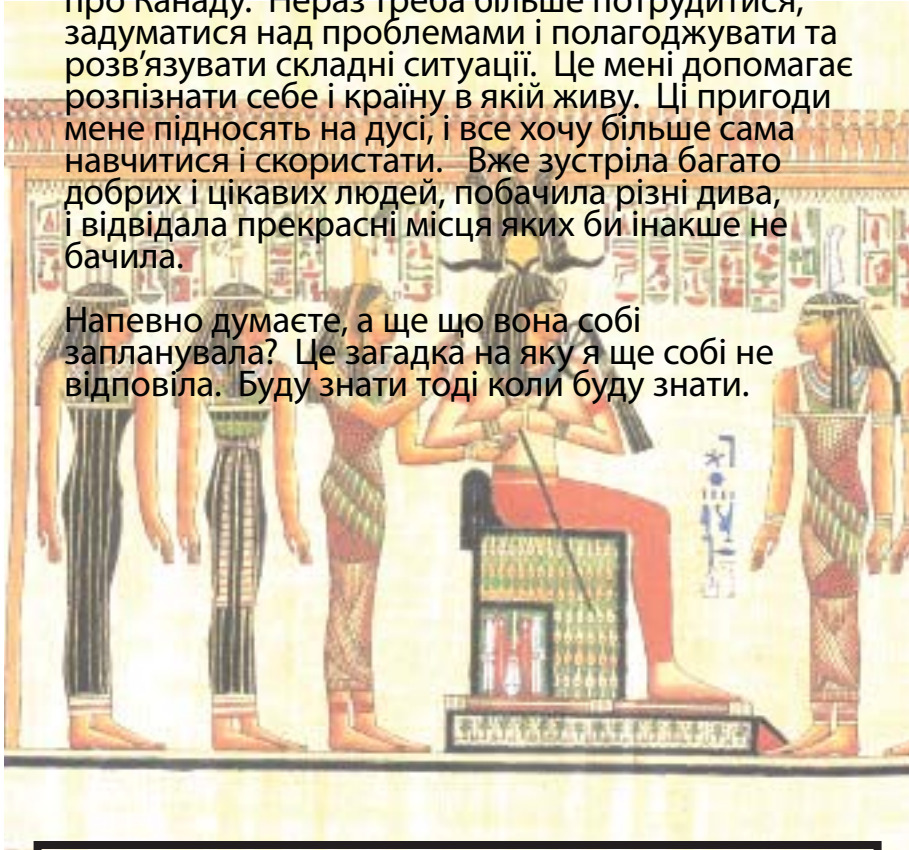 про Канаду.  Нераз треба більше потрудитися,
задуматися над проблемами і полагоджувати та
розв'язувати складні ситуації.  Це мені допомагає
розпізнати себе і країну в якій живу.  Ці пригоди
мене підносять на дусі, і все хочу більше сама
навчитися і скористати.   Вже зустріла багато
добрих і цікавих людей, побачила різні дива,
і відвідала прекрасні місця яких би інакше не
бачила.
Напевно думаєте, а ще що вона собі
запланувала?  Це загадка на яку я ще собі не
відповіла.  Буду знати тоді коли буду знати.